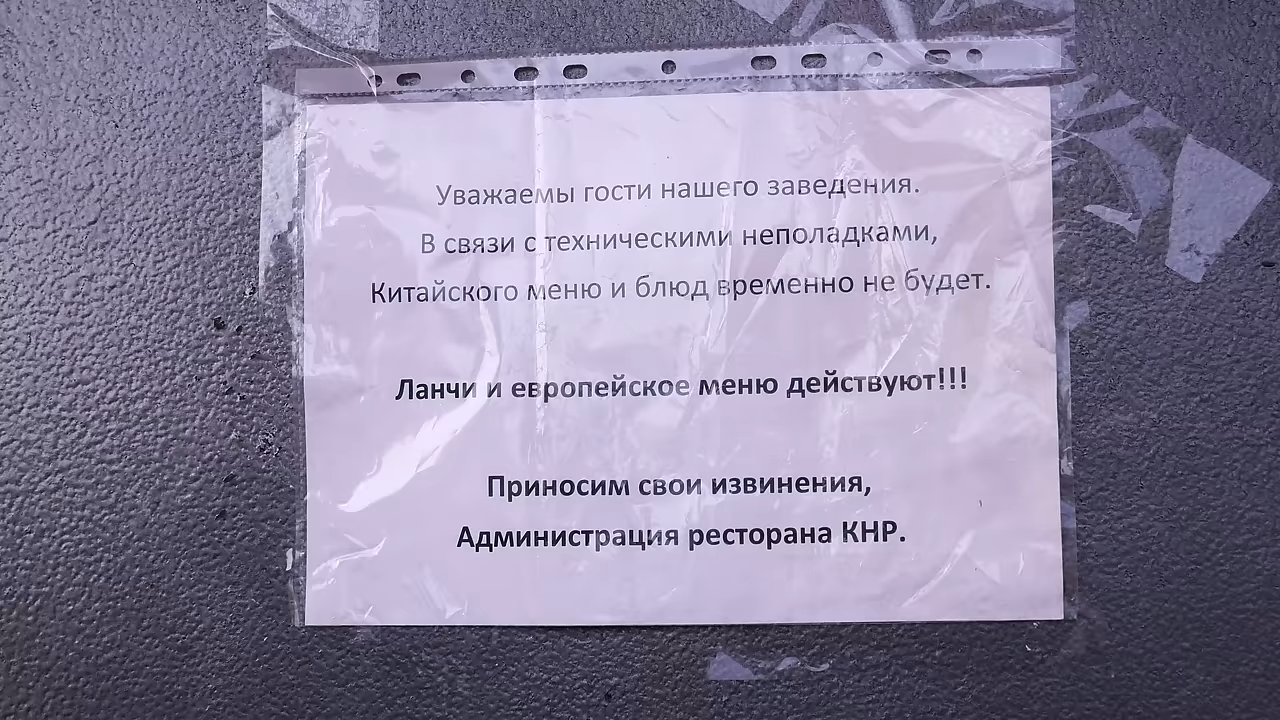 Уважаемы гости нашего заведения.
В связи с техническими неполадками,
Китайского меню и блюд временно не будет.
Ланчи и европейское меню действуют!!!
Приносим свои извинения,
Администрация ресторана КНР.